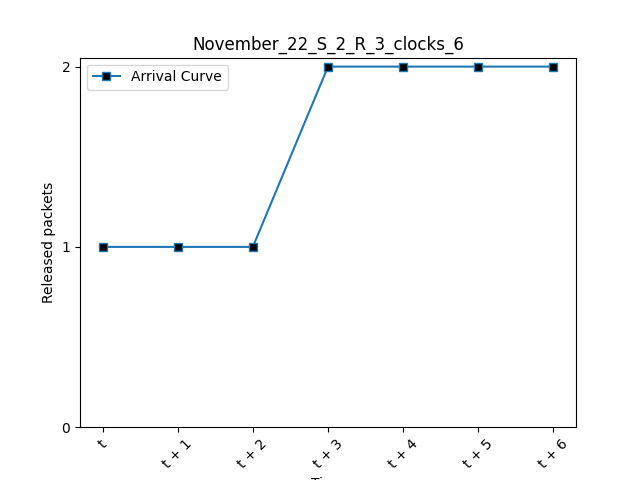 November_22_S_2_R_3_clocks_6
Arrival Curve
Released packets
2
1
0
t
t + 1
t + 2
t + 3
t + 4
t + 5
t + 6